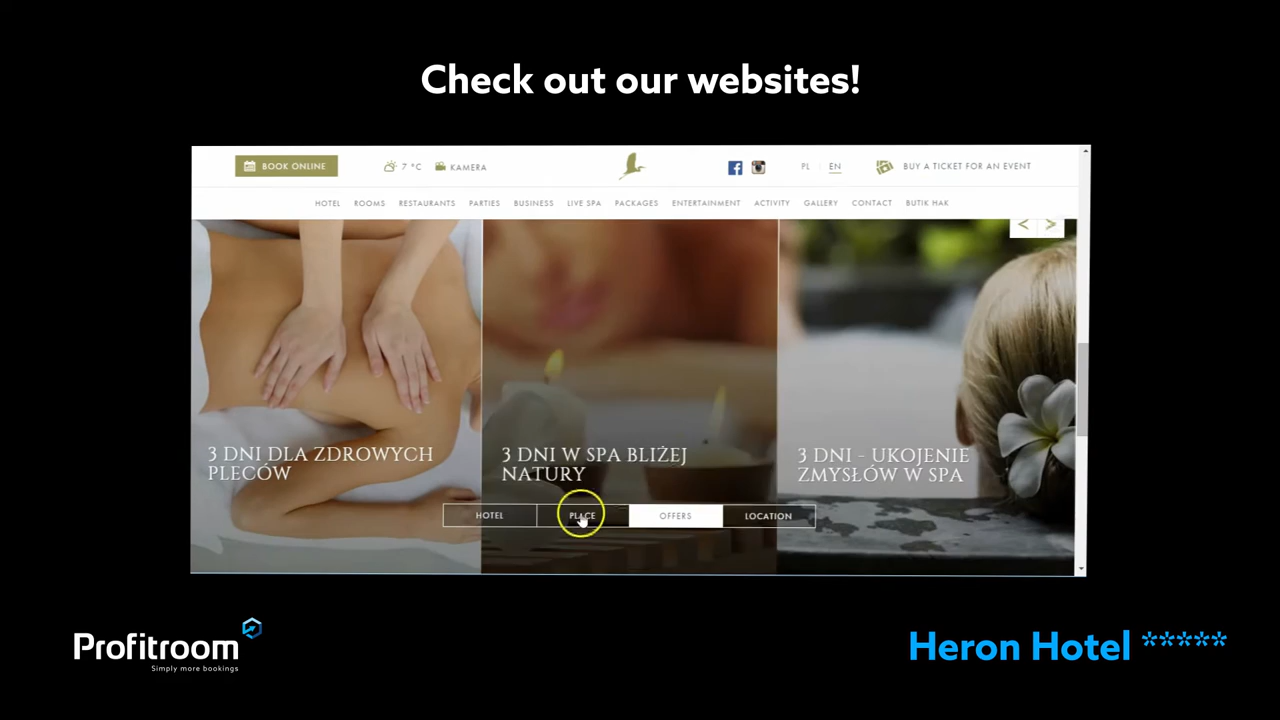 Check out our websites!
BOOK ONLINE
7 °C
KAMERA
PL
EN
BUY A TICKET FOR AN EVENT
HOTEL ROOMS RESTAURANTS PARTIES BUSINESS LIVE SPA PACKAGES ENTERTAINMENT ACTIVITY GALLERY CONTACT BUTIK HAK
< >
3 DNI DLA ZDROWYCH
PLECÓW
3 DNI W SPA BLIŻEJ
NATURY
3 DNI - UKOJENIE
ZMYSŁÓW W SPA
HOTEL PLACE OFFERS LOCATION
Profitroom
Simply more bookings
Heron Hotel *****